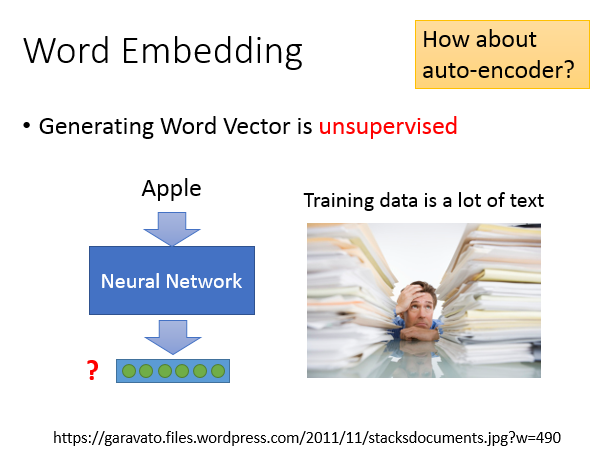 Word Embedding
How about
auto-encoder?
• Generating Word Vector is unsupervised
Apple
Training data is a lot of text
Neural Network
?
https://garavato.files.wordpress.com/2011/11/stacksdocuments.jpg?w=490